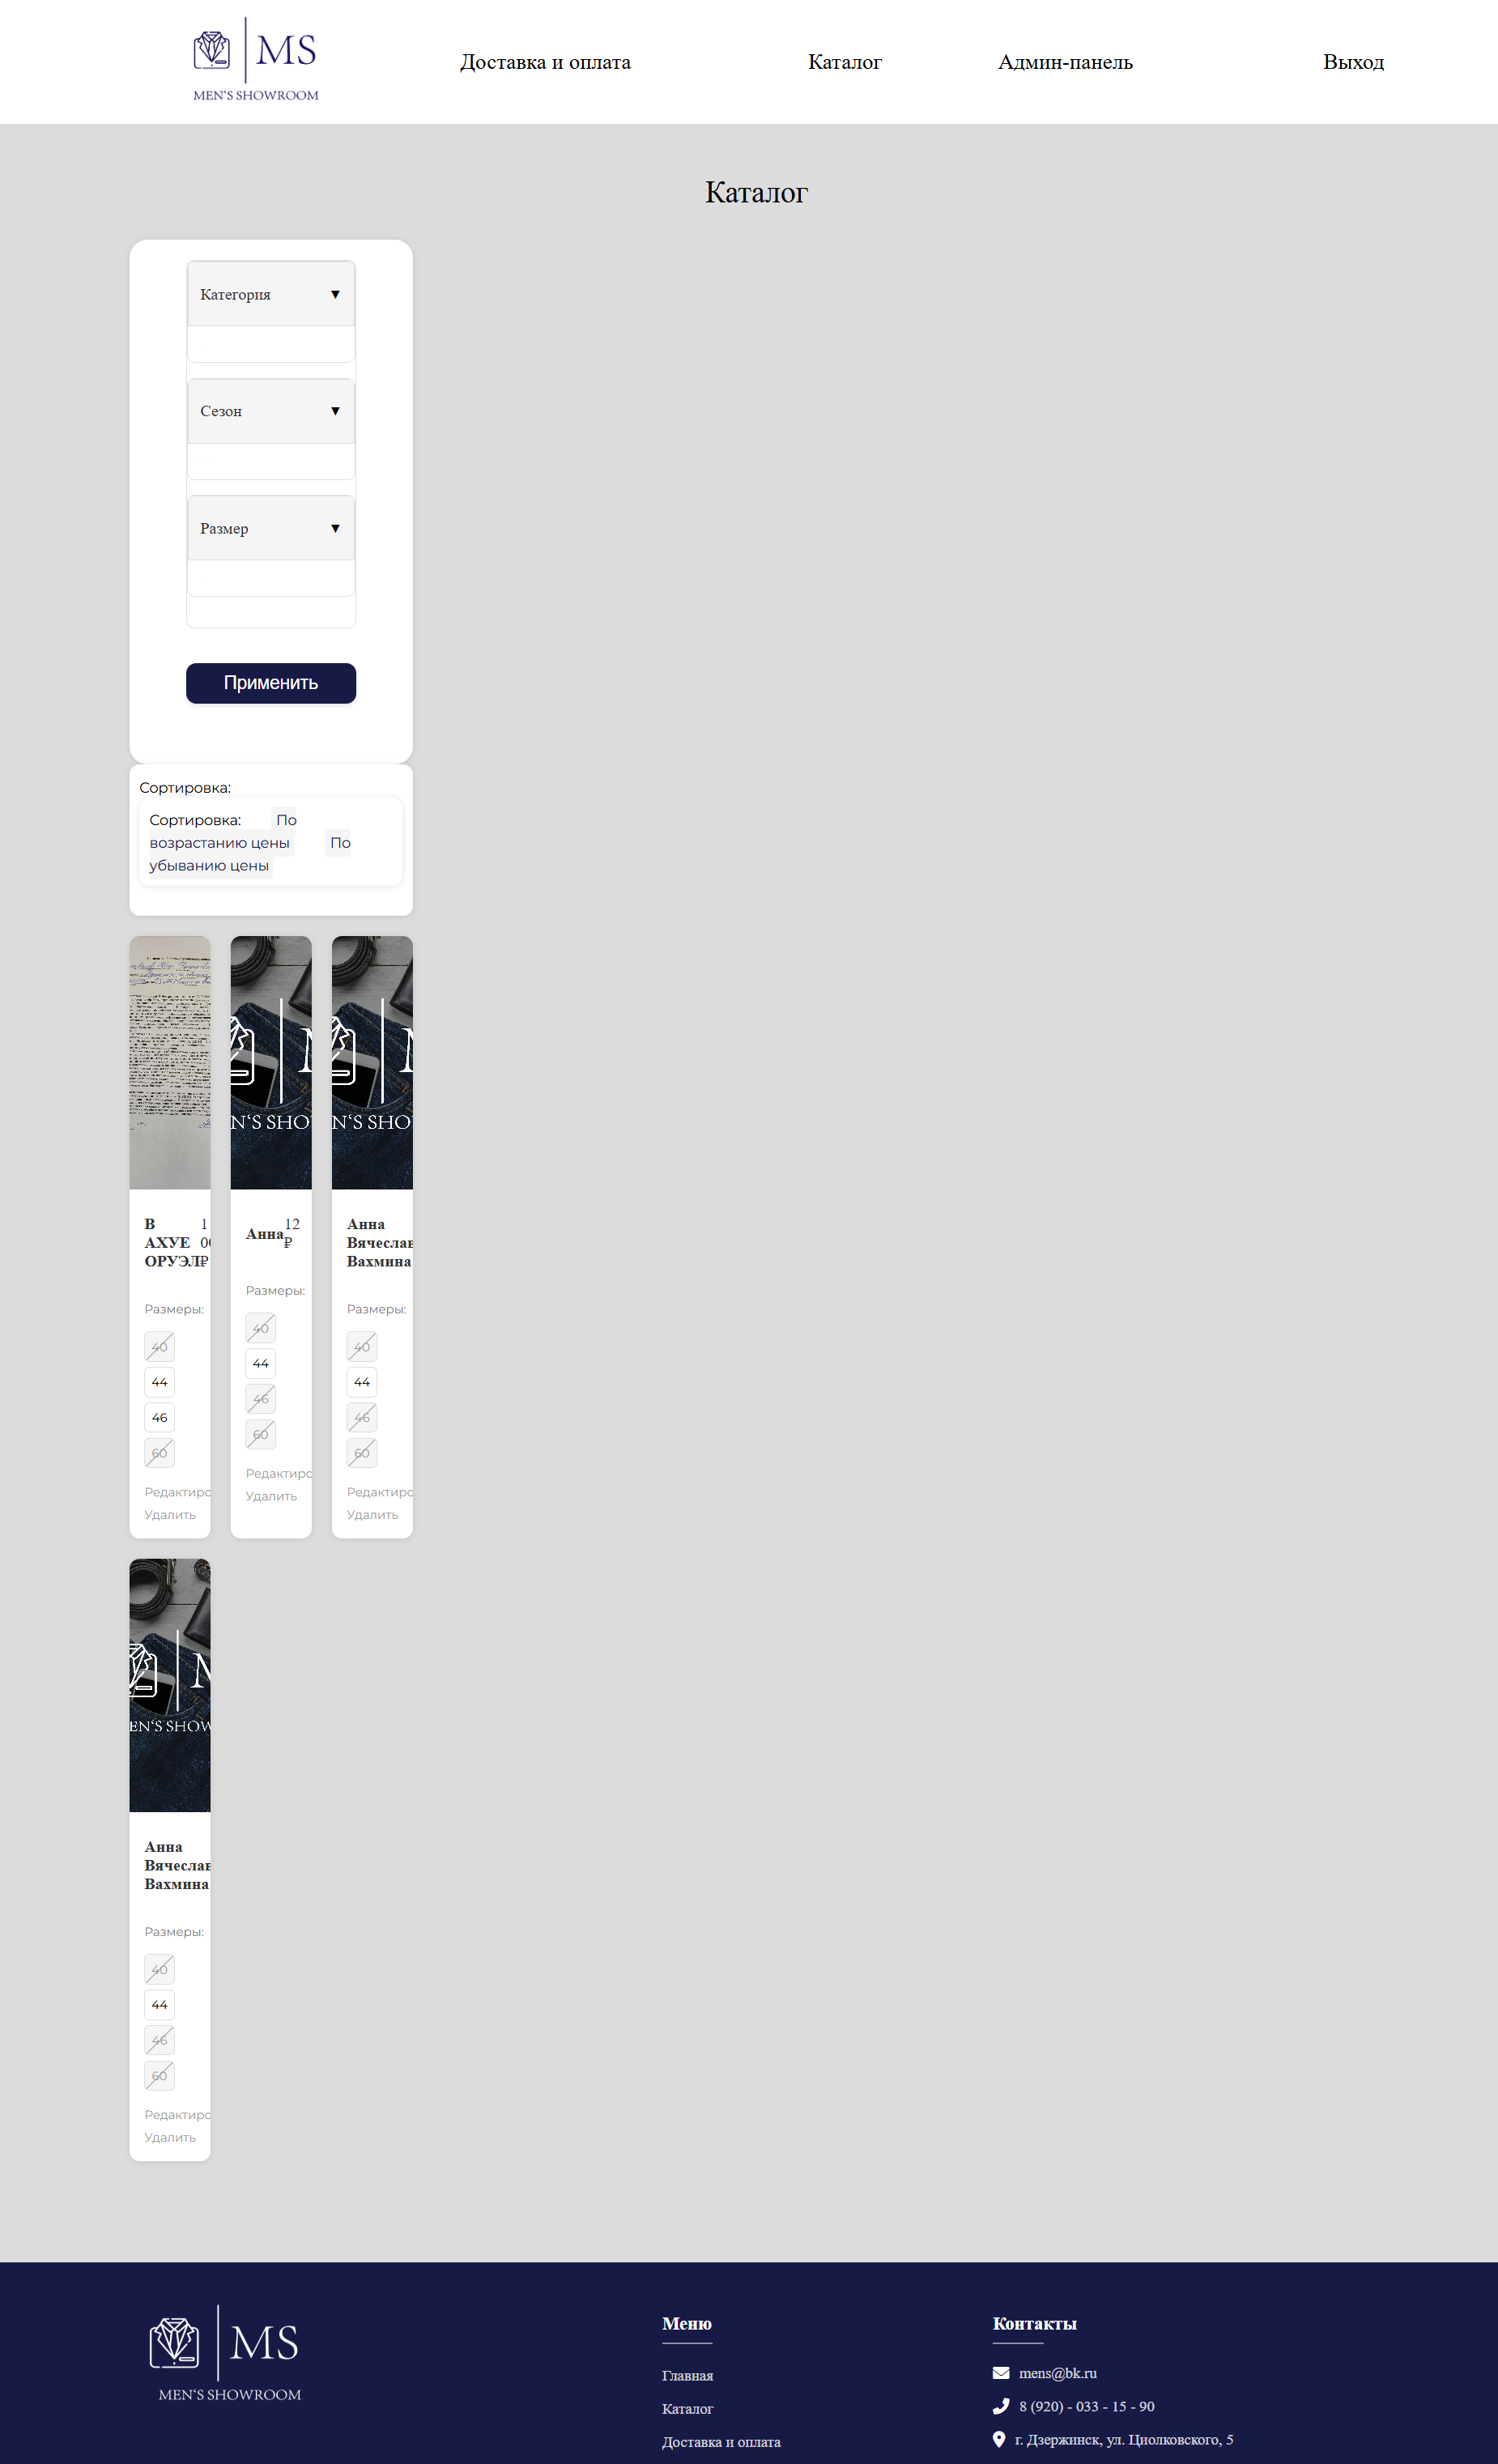 MS
MEN'S SHOWROOM
Доставка и оплата
Каталог
Админ-панель
Выход
Каталог
Категория ▼
Сезон ▼
Размер ▼
Применить
Сортировка:
Сортировка: По
возрастанию цены По
убыванию цены
EN'S SHO
EN'S SHO
В
АХУЕ
ОРУЭЛ
1
00
₽
Размеры:
40
44
46
60
Редактиро
Удалить
Анна
12
₽
Размеры:
40
44
46
60
Редактиро
Удалить
Анна
Вячеслав
Вахмина
Размеры:
40
44
46
60
Редактиро
Удалить
MEN'S SHOW
Анна
Вячеслав
Вахмина
Размеры:
40
44
46
60
Редактиро
Удалить
MS
MEN'S SHOWROOM
Меню
Главная
Каталог
Доставка и оплата
Контакты
mens@bk.ru
8 (920) - 033 - 15 - 90
г. Дзержинск, ул. Циолковского, 5